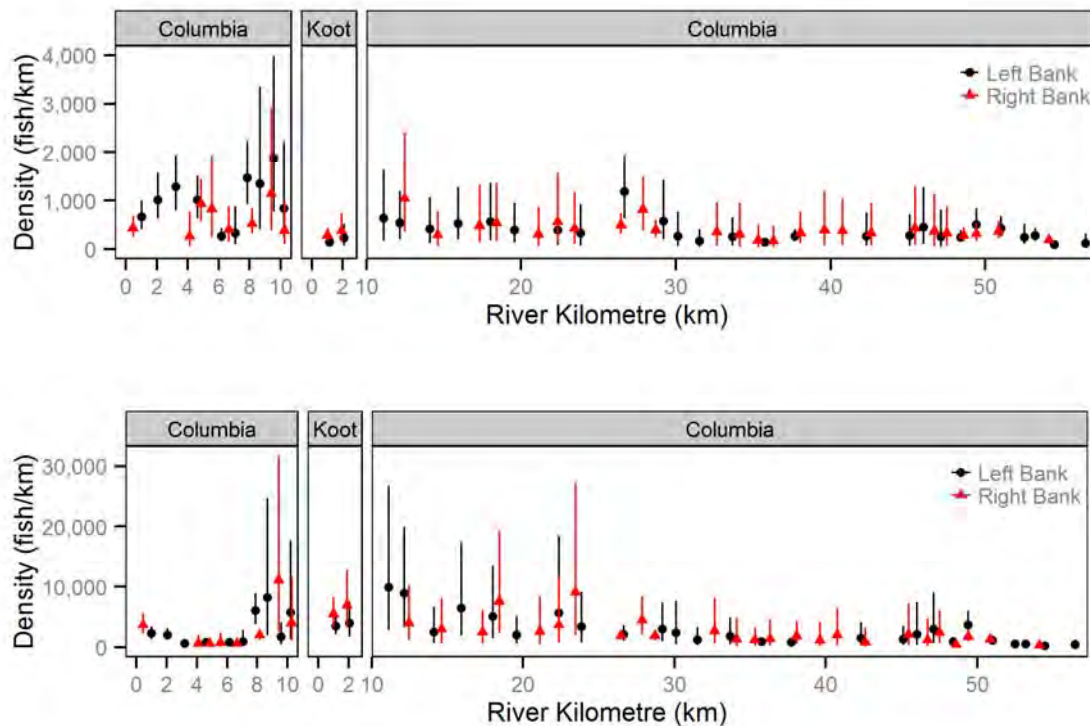 Columbia Koot Columbia
4,000
3,000
2,000
1,000
0
Density (fish/km)
Left Bank
Right Bank
0 2 4 6 8 10 0 2 10 20 30 40 50
River Kilometre (km)
Columbia Koot Columbia
30,000
20,000
10,000
0
Density (fish/km)
Left Bank
Right Bank
0 2 4 6 8 10 0 2 10 20 30 40 50
River Kilometre (km)